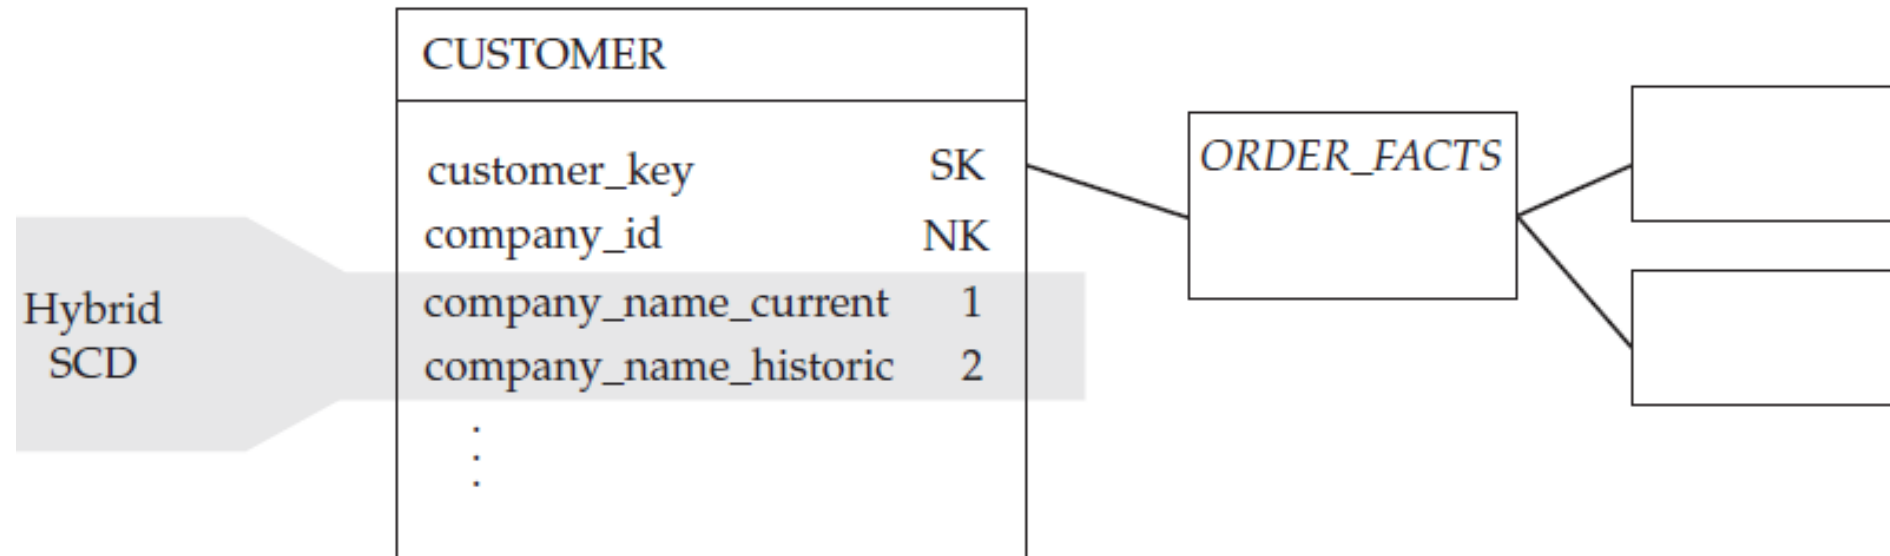 CUSTOMER
customer_key SK
company_id NK
company_name_current 1
company_name_historic 2
.
.
.
Hybrid
SCD
ORDER_FACTS